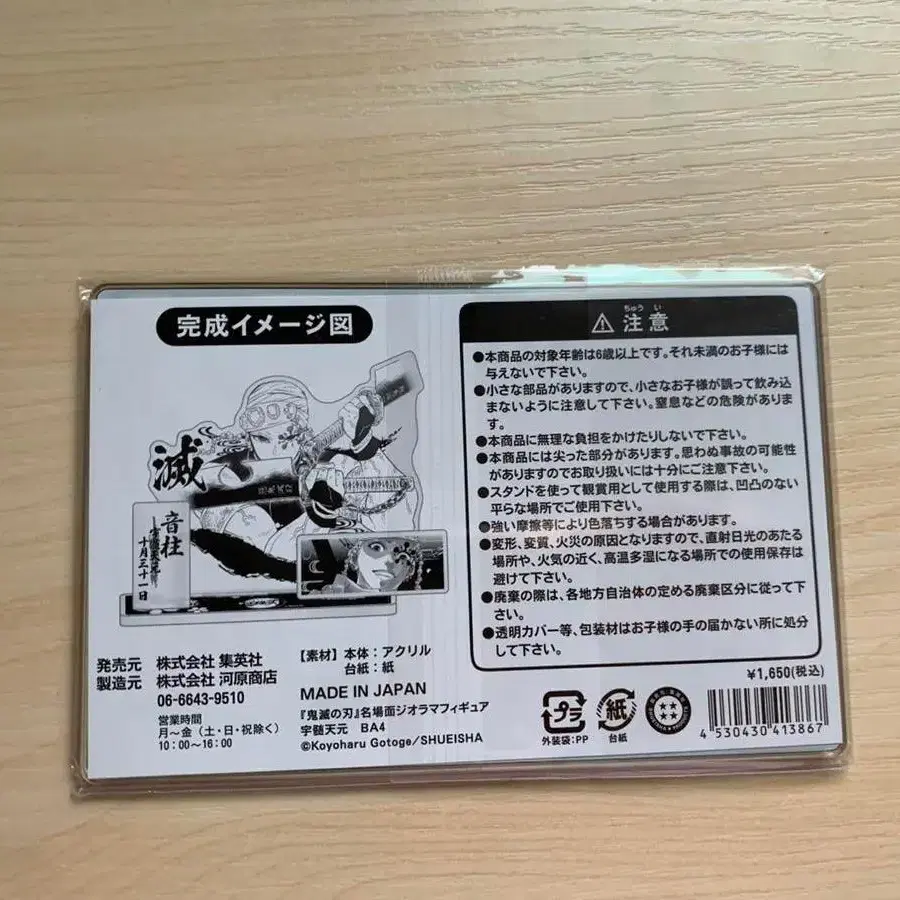 完成イメージ図
滅
音柱
十月三十一日
発売元 株式会社 集英社
製造元 株式会社 河原商店
06-6643-9510
営業時間
月~金(土・日・祝除く)
10:00~16:00
【素材】本体:アクリル
台紙:紙
MADE IN JAPAN
『鬼滅の刃』名場面ジオラマフィギュア
宇髄天元 BA4
©Koyoharu Gotoge/SHUEISHA
ちゅう い
注意
●本商品の対象年齢は6歳以上です。それ未満のお子様には
与えないで下さい。
●小さな部品がありますので、小さなお子様が誤って飲み込
まないように注意して下さい。窒息などの危険がありま
す。
●本商品に無理な負担をかけたりしないで下さい。
●本商品には尖った部分があります。思わぬ事故の可能性
がありますのでお取り扱いには十分にご注意下さい。
●スタンドを使って観賞用として使用する際は、凹凸のない
平らな場所でご使用下さい。
●強い摩擦等により色落ちする場合があります。
●変形、変質、火災の原因となりますので、直射日光のあたる
場所や、火気の近く、高温多湿になる場所での使用保存は
避けて下さい。
●廃棄の際は、各地方自治体の定める廃棄区分に従って下
さい。
●透明カバー等、包装材はお子様の手の届かない所に処分
して下さい。
¥1,650(税込)
プラ
外装袋:PP
紙
台紙
4 530430 413867